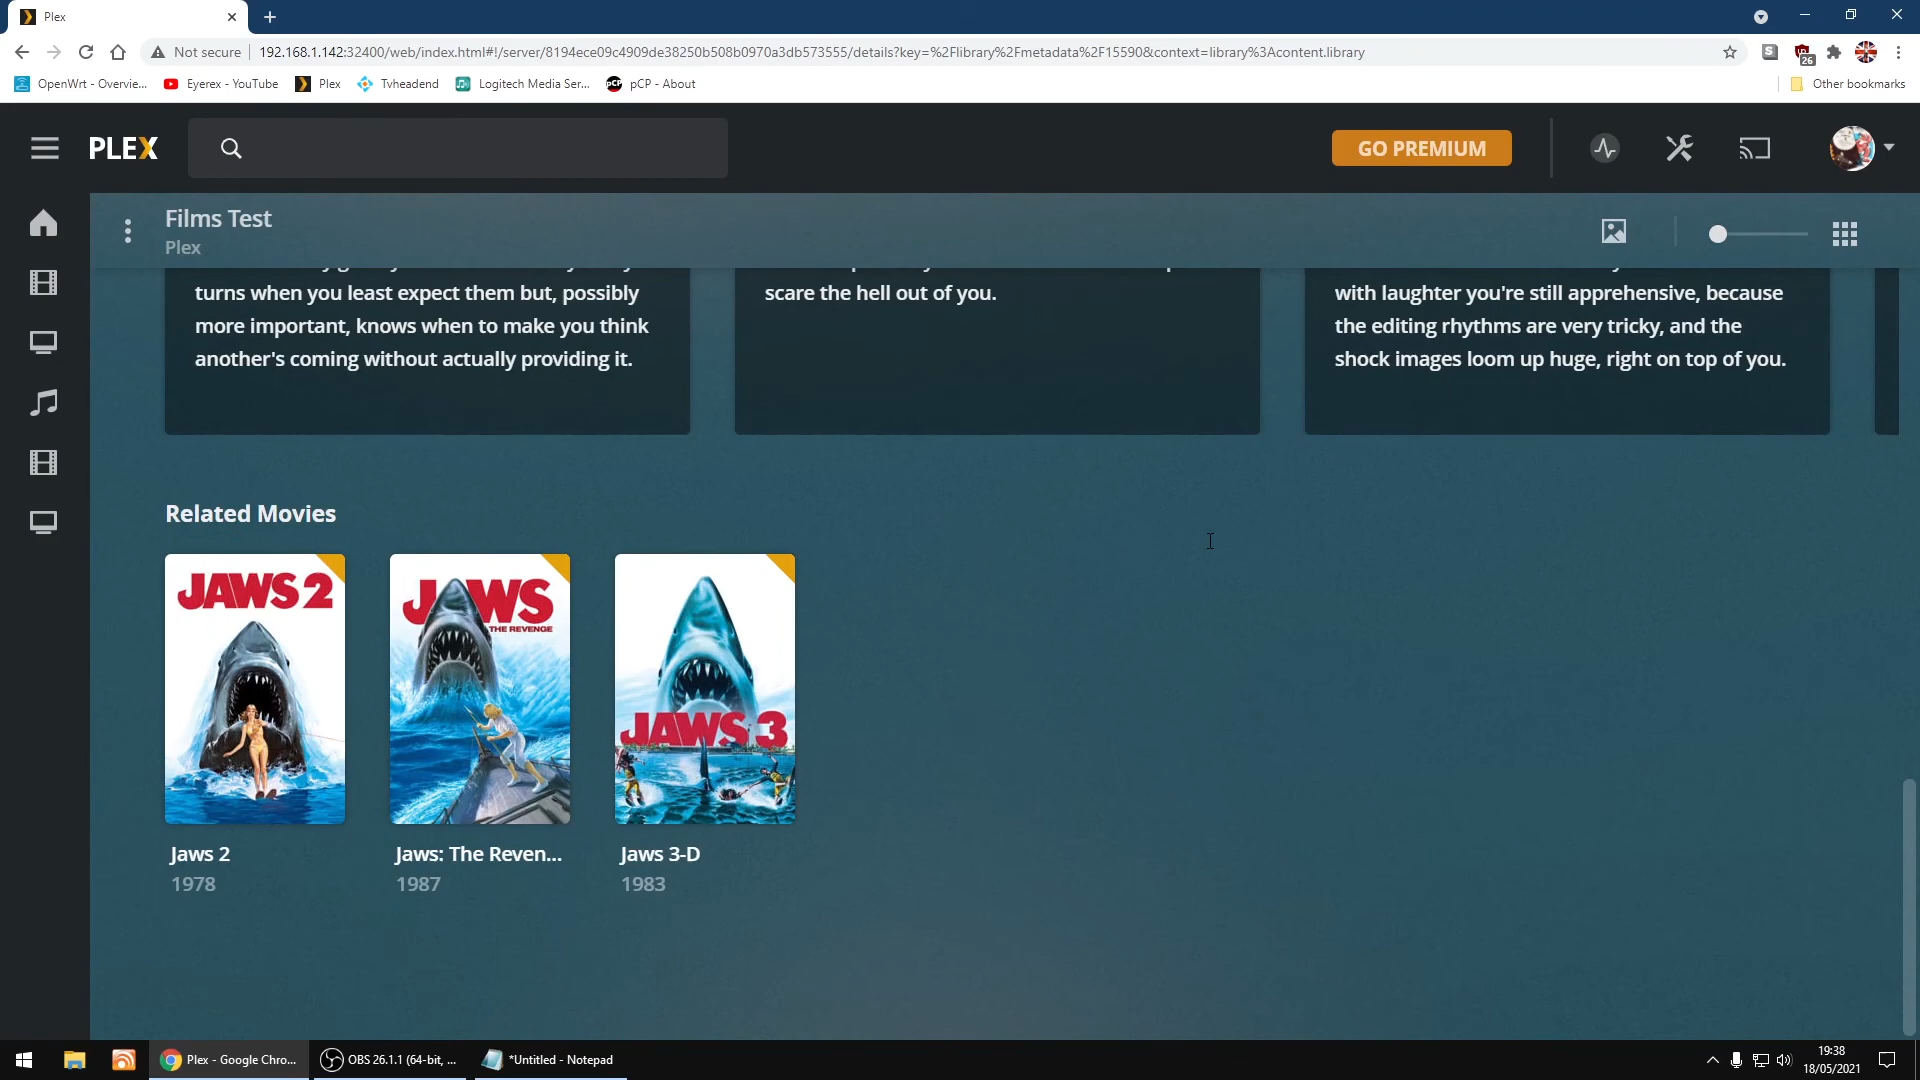 Plex
Not secure
192.168.1.142:32400/web/index.html#!/server/8194ece09c4909de38250b508b0970a3db573555/details?key=%2Flibrary%2Fmetadata%2F15590&context=library%3Acontent.library
26
OpenWrt - Overvie...
Eyerex - YouTube
Plex
Tvheadend
Logitech Media Ser...
pCP
pCP - About
Other bookmarks
PLEX
GO PREMIUM
Films Test
Plex
turns when you least expect them but, possibly
more important, knows when to make you think
another's coming without actually providing it.
scare the hell out of you.
with laughter you're still apprehensive, because
the editing rhythms are very tricky, and the
shock images loom up huge, right on top of you.
Related Movies
JAWS 2
JAWS
THE REVENGE
JAWS 3
Jaws 2
1978
Jaws: The Reven...
1987
Jaws 3-D
1983
Plex - Google Chro...
OBS 26.1.1 (64-bit, ...
*Untitled - Notepad
19:38
18/05/2021